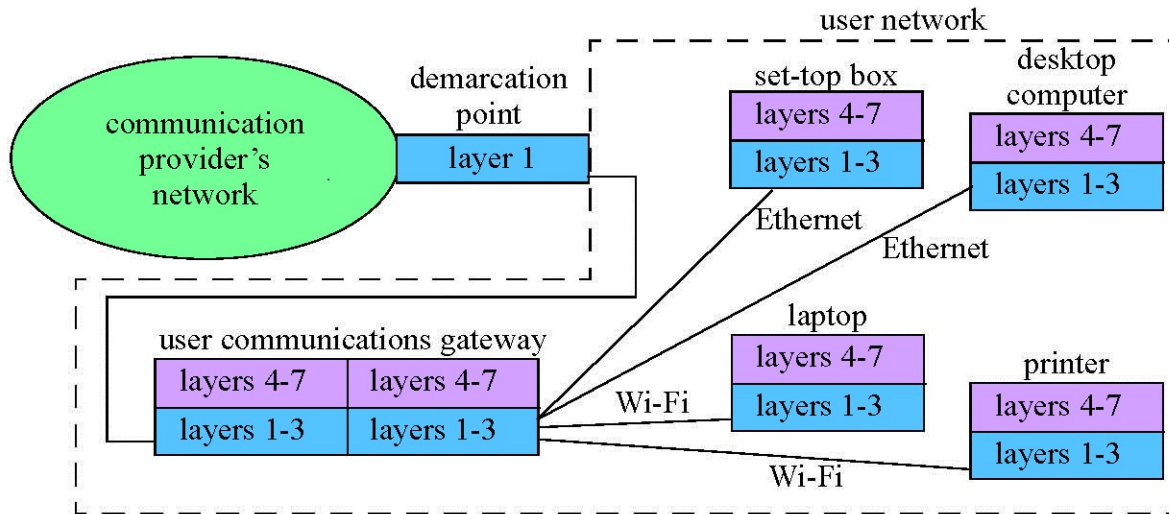 user network
communication
provider's
network
demarcation
point
layer 1
set-top box
layers 4-7
layers 1-3
desktop
computer
layers 4-7
layers 1-3
Ethernet
Ethernet
user communications gateway
layers 4-7 layers 4-7
layers 1-3 layers 1-3
laptop
layers 4-7
layers 1-3
Wi-Fi
printer
layers 4-7
layers 1-3
Wi-Fi